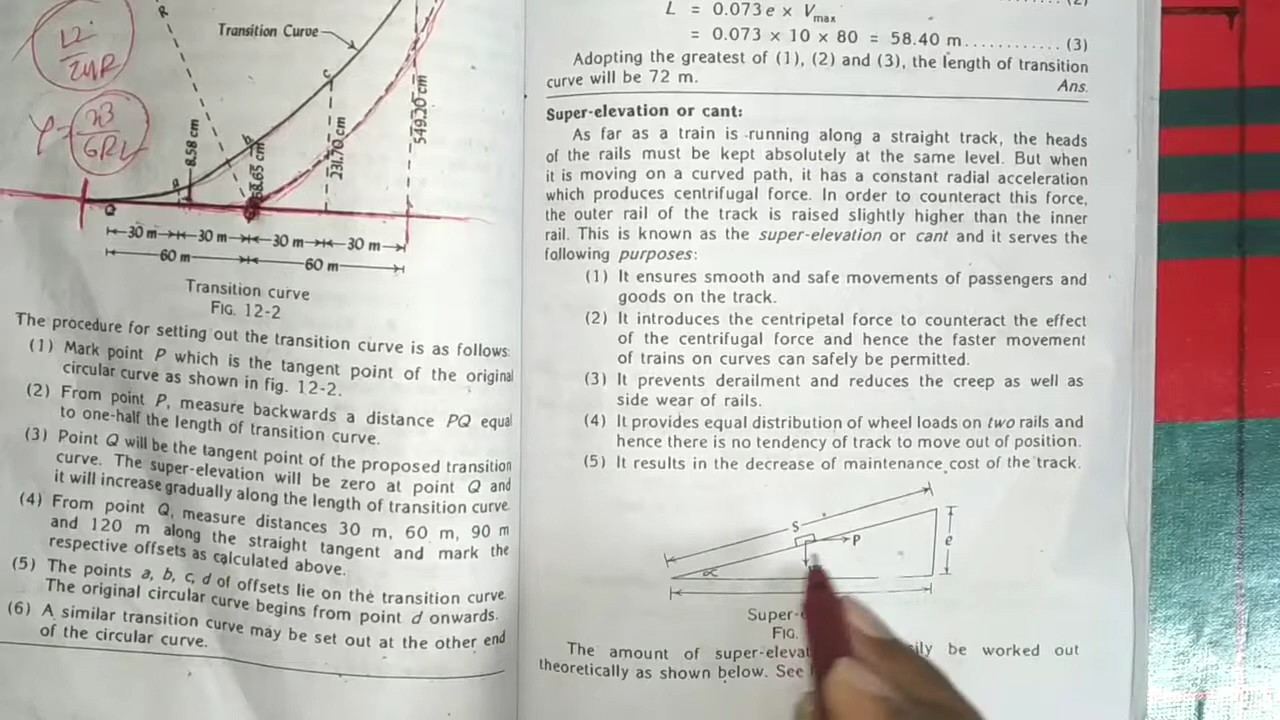 L²
24R
y = x³
6RL
R
Transition Curve
8.58 cm
68.65 cm
231.70 cm
549.20 cm
a
b
c
Q
30 m 30 m 30 m 30 m
60 m 60 m
Transition curve
FIG. 12-2
The procedure for setting out the transition curve is as follows:
(1) Mark point P which is the tangent point of the original
circular curve as shown in fig. 12-2.
(2) From point P, measure backwards a distance PQ equal
to one-half the length of transition curve.
(3) Point Q will be the tangent point of the proposed transition
curve. The super-elevation will be zero at point Q and
it will increase gradually along the length of transition curve.
(4) From point Q, measure distances 30 m, 60 m, 90 m
and 120 m along the straight tangent and mark the
respective offsets as calculated above.
(5) The points a, b, c, d of offsets lie on the transition curve.
The original circular curve begins from point d onwards.
(6) A similar transition curve may be set out at the other end
of the circular curve.
L = 0.073 e × Vmax
= 0.073 × 10 × 80 = 58.40 m............ (3)
Adopting the greatest of (1), (2) and (3), the length of transition
curve will be 72 m. Ans.
Super-elevation or cant:
As far as a train is running along a straight track, the heads
of the rails must be kept absolutely at the same level. But when
it is moving on a curved path, it has a constant radial acceleration
which produces centrifugal force. In order to counteract this force,
the outer rail of the track is raised slightly higher than the inner
rail. This is known as the super-elevation or cant and it serves the
following purposes:
(1) It ensures smooth and safe movements of passengers and
goods on the track.
(2) It introduces the centripetal force to counteract the effect
of the centrifugal force and hence the faster movement
of trains on curves can safely be permitted.
(3) It prevents derailment and reduces the creep as well as
side wear of rails.
(4) It provides equal distribution of wheel loads on two rails and
hence there is no tendency of track to move out of position.
(5) It results in the decrease of maintenance cost of the track.
S
P
e
α
Super-
FIG.
The amount of super-elevat ily be worked out
theoretically as shown below. See